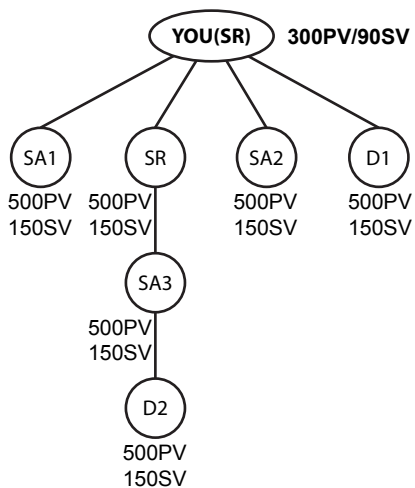 YOU(SR) 300PV/90SV
SA1 SR SA2 D1
500PV 500PV 500PV 500PV
150SV 150SV 150SV 150SV
SA3
500PV
150SV
D2
500PV
150SV